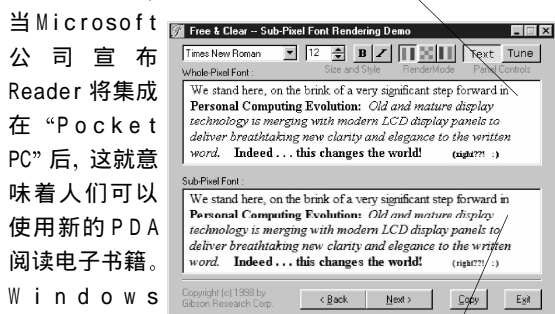 当Microsoft
公司宣布
Reader 将集成
在“Pocket
PC”后，这就意
味着人们可以
使用新的PDA
阅读电子书籍。
Windows
Free & Clear -- Sub-Pixel Font Rendering Demo
Times New Roman 12 B I Text Tune
Whole-Pixel Font : Size and Style RenderMode Panel Controls
We stand here, on the brink of a very significant step forward in
Personal Computing Evolution: Old and mature display
technology is merging with modern LCD display panels to
deliver breathtaking new clarity and elegance to the written
word. Indeed . . . this changes the world! (right??! :)
Sub-Pixel Font :
We stand here, on the brink of a very significant step forward in
Personal Computing Evolution: Old and mature display
technology is merging with modern LCD display panels to
deliver breathtaking new clarity and elegance to the written
word. Indeed . . . this changes the world! (right??! :)
Copyright (c) 1998 by
Gibson Research Corp. < Back Next > Copy Exit